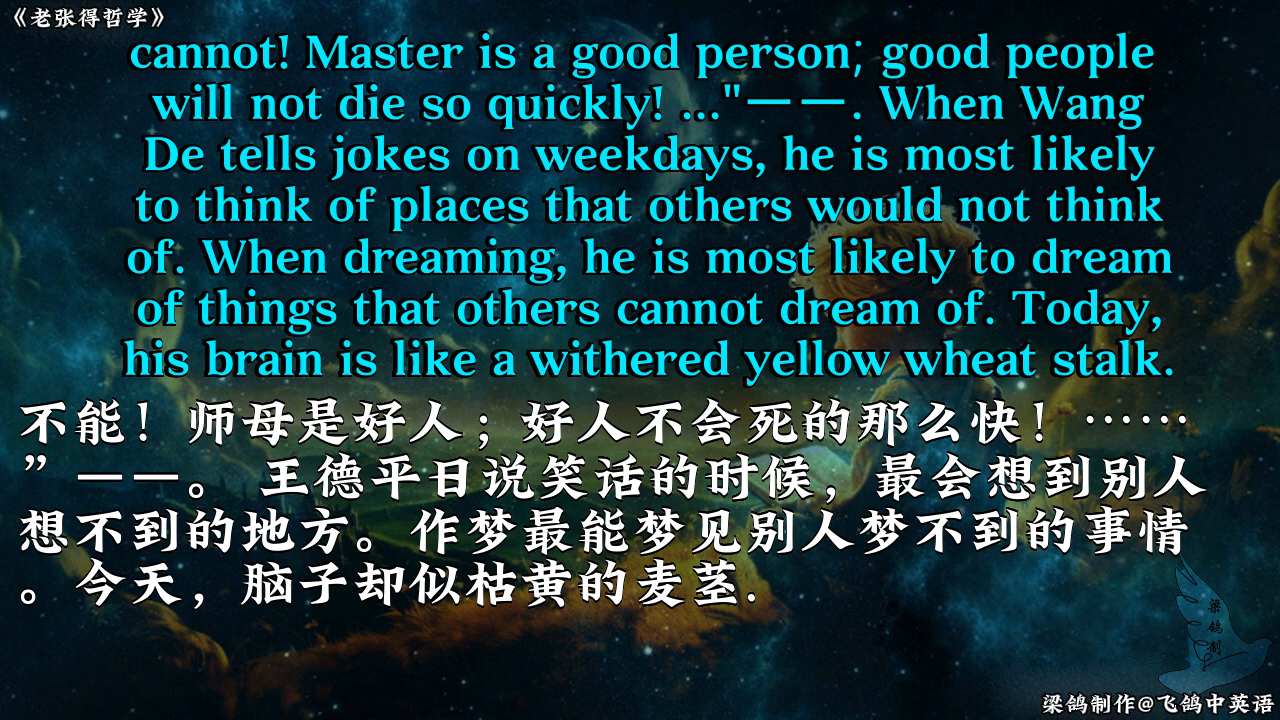 《老张得哲学》
cannot! Master is a good person; good people
will not die so quickly! ..."——. When Wang
De tells jokes on weekdays, he is most likely
to think of places that others would not think
of. When dreaming, he is most likely to dream
of things that others cannot dream of. Today,
his brain is like a withered yellow wheat stalk.
不能！师母是好人；好人不会死的那么快！……
”——。 王德平日说笑话的时候，最会想到别人
想不到的地方。作梦最能梦见别人梦不到的事情
。今天，脑子却似枯黄的麦茎.
梁鸽制
梁鸽制作@飞鸽中英语